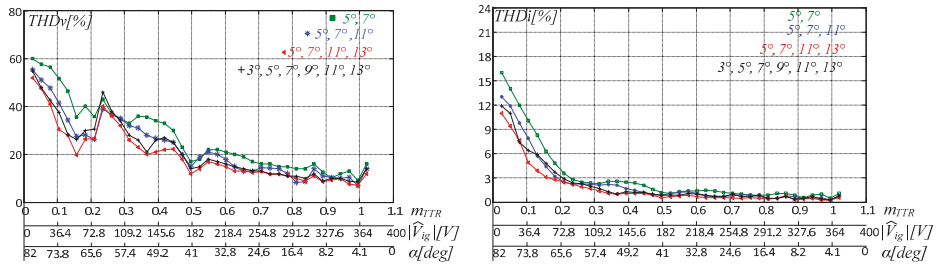 THDv[%]
80
5°, 7°
5°, 7°, 11°
5°, 7°, 11°, 13°
3°, 5°, 7°, 9°, 11°, 13°
60
40
20
0
0 0.1 0.2 0.3 0.4 0.5 0.6 0.7 0.8 0.9 1 1.1 mTTR
0 36.4 72.8 109.2 145.6 182 218.4 254.8 291.2 327.6 364 400 |V̂ig|[V]
82 73.8 65.6 57.4 49.2 41 32.8 24.6 16.4 8.2 4.1 0 α[deg]
THDi[%]
24
5°, 7°
5°, 7°, 11°
5°, 7°, 11°, 13°
3°, 5°, 7°, 9°, 11°, 13°
21
18
15
12
9
6
3
0
0 0.1 0.2 0.3 0.4 0.5 0.6 0.7 0.8 0.9 1 1.1 mTTR
0 36.4 72.8 109.2 145.6 182 218.4 254.8 291.2 327.6 364 400 |V̂ig|[V]
82 73.8 65.6 57.4 49.2 41 32.8 24.6 16.4 8.2 4.1 0 α[deg]